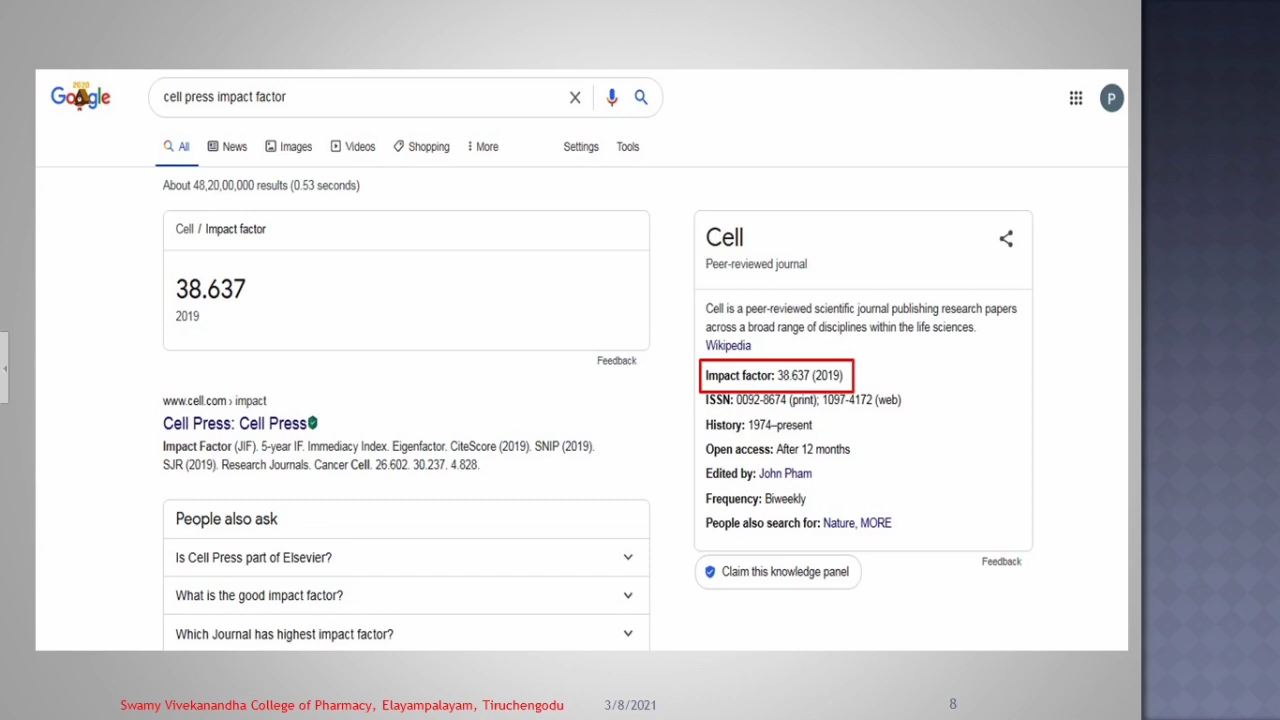 2020
Google
cell press impact factor
P
All
News
Images
Videos
Shopping
More
Settings
Tools
About 48,20,00,000 results (0.53 seconds)
Cell / Impact factor
38.637
2019
Feedback
www.cell.com › impact
Cell Press: Cell Press
Impact Factor (JIF). 5-year IF. Immediacy Index. Eigenfactor. CiteScore (2019). SNIP (2019).
SJR (2019). Research Journals. Cancer Cell. 26.602. 30.237. 4.828.
People also ask
Is Cell Press part of Elsevier?
What is the good impact factor?
Which Journal has highest impact factor?
Cell
Peer-reviewed journal
Cell is a peer-reviewed scientific journal publishing research papers
across a broad range of disciplines within the life sciences.
Wikipedia
Impact factor: 38.637 (2019)
ISSN: 0092-8674 (print); 1097-4172 (web)
History: 1974–present
Open access: After 12 months
Edited by: John Pham
Frequency: Biweekly
People also search for: Nature, MORE
Feedback
Claim this knowledge panel
Swamy Vivekanandha College of Pharmacy, Elayampalayam, Tiruchengodu
3/8/2021
8